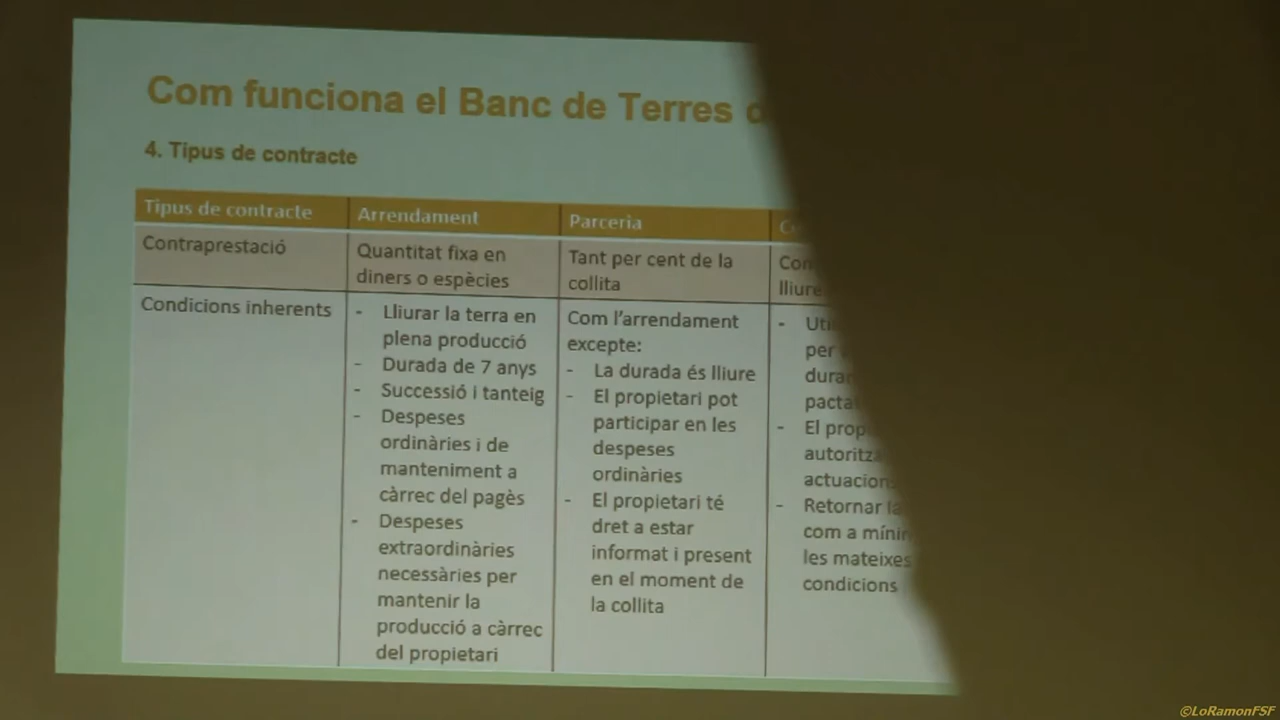 Com funciona el Banc de Terres
4. Tipus de contracte
Tipus de contracte
Arrendament
Parceria
Contraprestació
Quantitat fixa en
diners o espècies
Tant per cent de la
collita
Condicions inherents
- Lliurar la terra en
plena producció
- Durada de 7 anys
- Successió i tanteig
- Despeses
ordinàries i de
manteniment a
càrrec del pagès
- Despeses
extraordinàries
necessàries per
mantenir la
producció a càrrec
del propietari
Com l'arrendament
excepte:
- La durada és lliure
- El propietari pot
participar en les
despeses
ordinàries
- El propietari té
dret a estar
informat i present
en el moment de
la collita
-
per
- El
- Retornar
com a
les mateixes
condicions
©LoRamonFSF